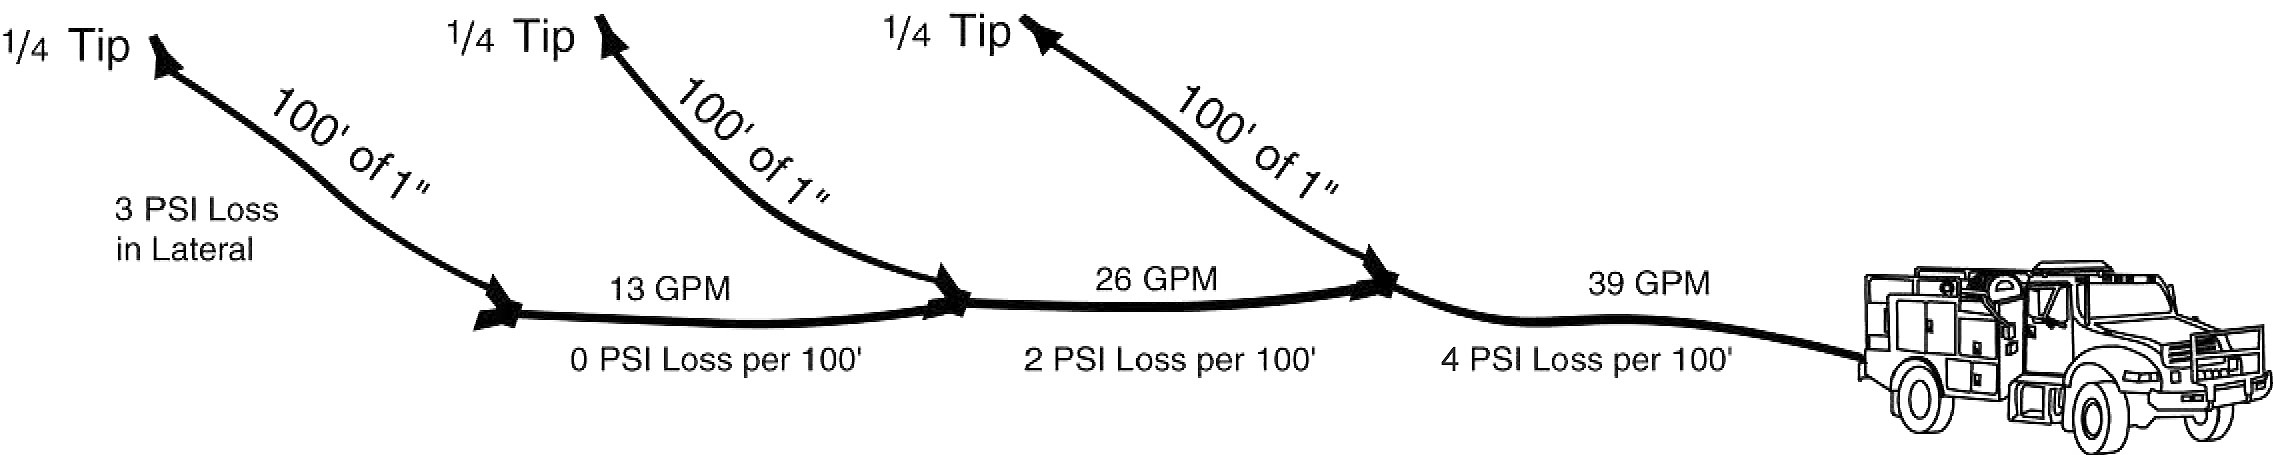 1/4 Tip
1/4 Tip
1/4 Tip
100' of 1"
100' of 1"
100' of 1"
3 PSI Loss
in Lateral
13 GPM
26 GPM
39 GPM
0 PSI Loss per 100'
2 PSI Loss per 100'
4 PSI Loss per 100'